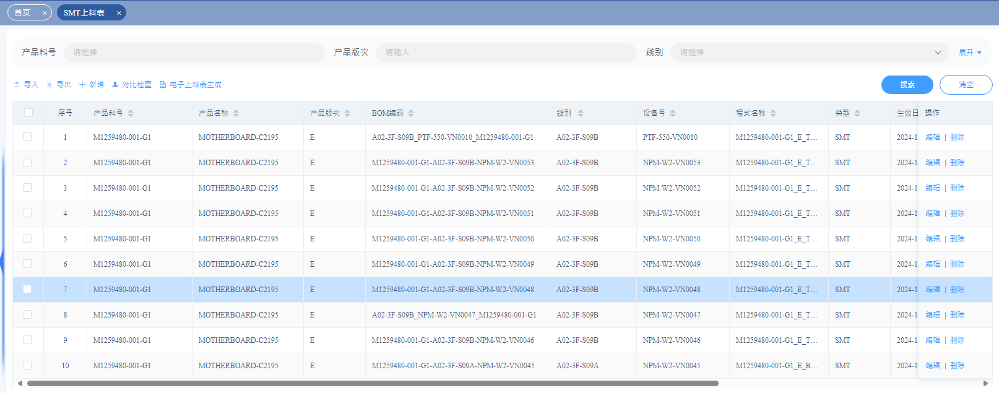 首页 × SMT上料表 ×
产品料号 请选择 产品版次 请输入 线别 请选择 展开
导入 导出 新增 对比检查 电子上料表生成 搜索 清空
序号 产品料号 产品名称 产品版次 BOM编码 线别 设备号 程式名称 类型 生效日 操作
1 M1259480-001-G1 MOTHERBOARD-C2195 E A02-3F-S09B_PTF-550-VN0010_M1259480-001-G1 A02-3F-S09B PTF-550-VN0010 M1259480-001-G1_E_T... SMT 2024-1 编辑 | 删除
2 M1259480-001-G1 MOTHERBOARD-C2195 E M1259480-001-G1-A02-3F-S09B-NPM-W2-VN0053 A02-3F-S09B NPM-W2-VN0053 M1259480-001-G1_E_T... SMT 2024-1 编辑 | 删除
3 M1259480-001-G1 MOTHERBOARD-C2195 E M1259480-001-G1-A02-3F-S09B-NPM-W2-VN0052 A02-3F-S09B NPM-W2-VN0052 M1259480-001-G1_E_T... SMT 2024-1 编辑 | 删除
4 M1259480-001-G1 MOTHERBOARD-C2195 E M1259480-001-G1-A02-3F-S09B-NPM-W2-VN0051 A02-3F-S09B NPM-W2-VN0051 M1259480-001-G1_E_T... SMT 2024-1 编辑 | 删除
5 M1259480-001-G1 MOTHERBOARD-C2195 E M1259480-001-G1-A02-3F-S09B-NPM-W2-VN0050 A02-3F-S09B NPM-W2-VN0050 M1259480-001-G1_E_T... SMT 2024-1 编辑 | 删除
6 M1259480-001-G1 MOTHERBOARD-C2195 E M1259480-001-G1-A02-3F-S09B-NPM-W2-VN0049 A02-3F-S09B NPM-W2-VN0049 M1259480-001-G1_E_T... SMT 2024-1 编辑 | 删除
7 M1259480-001-G1 MOTHERBOARD-C2195 E M1259480-001-G1-A02-3F-S09B-NPM-W2-VN0048 A02-3F-S09B NPM-W2-VN0048 M1259480-001-G1_E_T... SMT 2024-1 编辑 | 删除
8 M1259480-001-G1 MOTHERBOARD-C2195 E A02-3F-S09B_NPM-W2-VN0047_M1259480-001-G1 A02-3F-S09B NPM-W2-VN0047 M1259480-001-G1_E_T... SMT 2024-1 编辑 | 删除
9 M1259480-001-G1 MOTHERBOARD-C2195 E M1259480-001-G1-A02-3F-S09B-NPM-W2-VN0046 A02-3F-S09B NPM-W2-VN0046 M1259480-001-G1_E_T... SMT 2024-1 编辑 | 删除
10 M1259480-001-G1 MOTHERBOARD-C2195 E M1259480-001-G1-A02-3F-S09A-NPM-W2-VN0045 A02-3F-S09A NPM-W2-VN0045 M1259480-001-G1_E_B... SMT 2024-1 编辑 | 删除